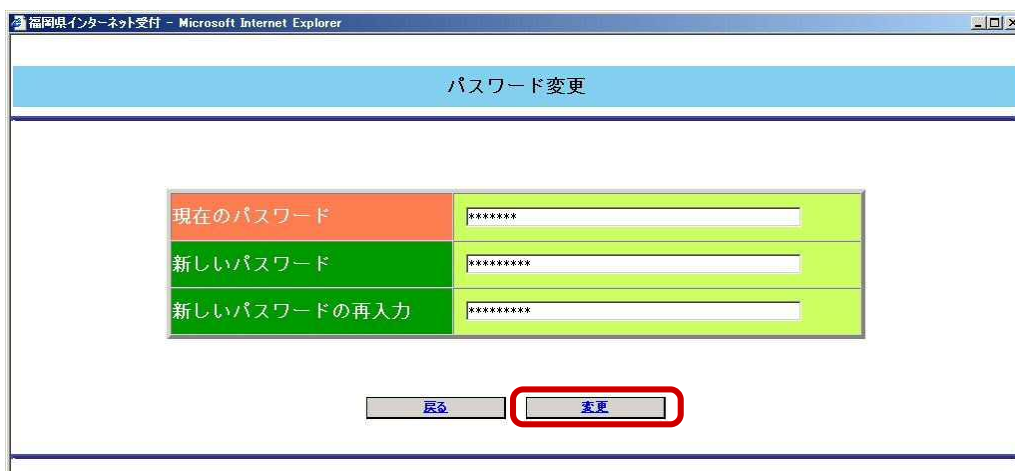 福岡県インターネット受付 - Microsoft Internet Explorer
パスワード変更
現在のパスワード
*******
新しいパスワード
*********
新しいパスワードの再入力
*********
戻る 変更